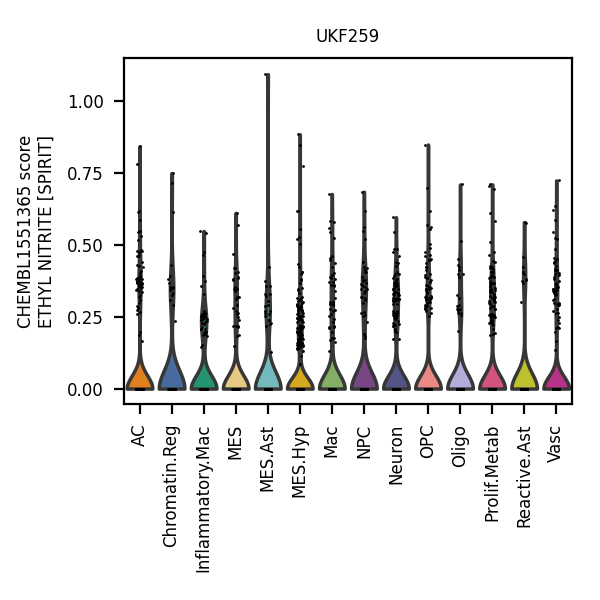 UKF259
CHEMBL1551365 score
ETHYL NITRITE [SPIRIT]
1.00
0.75
0.50
0.25
0.00
AC
Chromatin.Reg
Inflammatory.Mac
MES
MES.Ast
MES.Hyp
Mac
NPC
Neuron
OPC
Oligo
Prolif.Metab
Reactive.Ast
Vasc